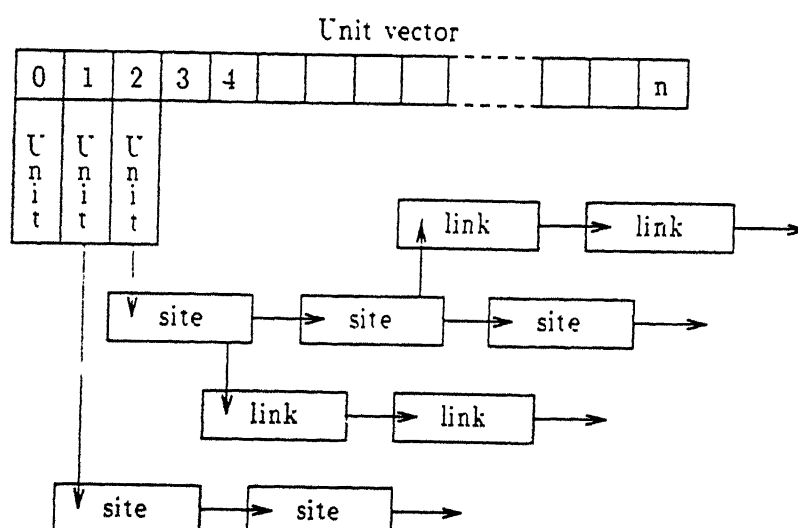 Unit vector
0 1 2 3 4 n
Unit Unit Unit
link link
site site site
link link
site site